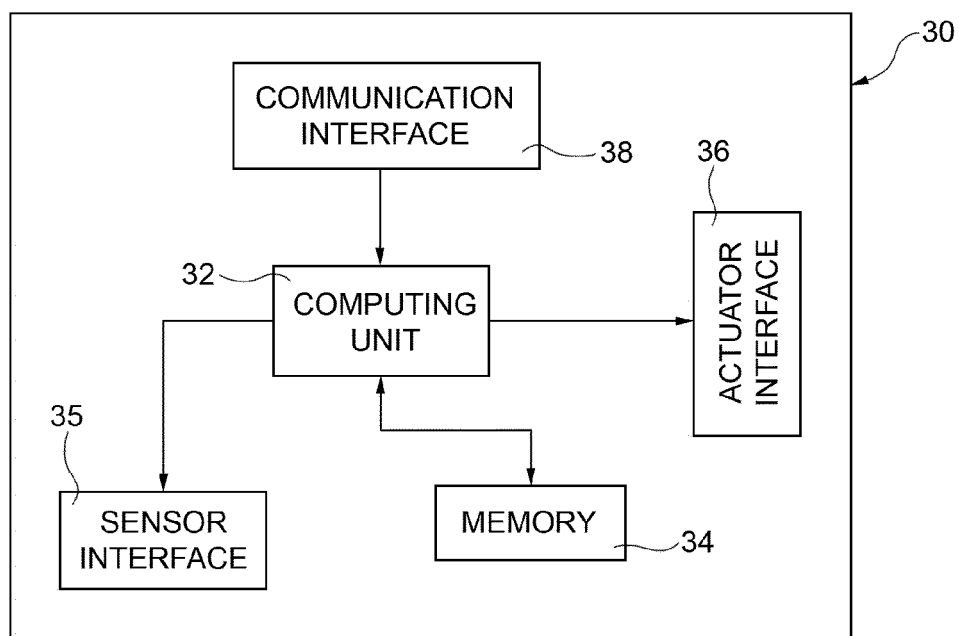 30
COMMUNICATION
INTERFACE
38
36
ACTUATOR
INTERFACE
32
COMPUTING
UNIT
35
SENSOR
INTERFACE
MEMORY
34